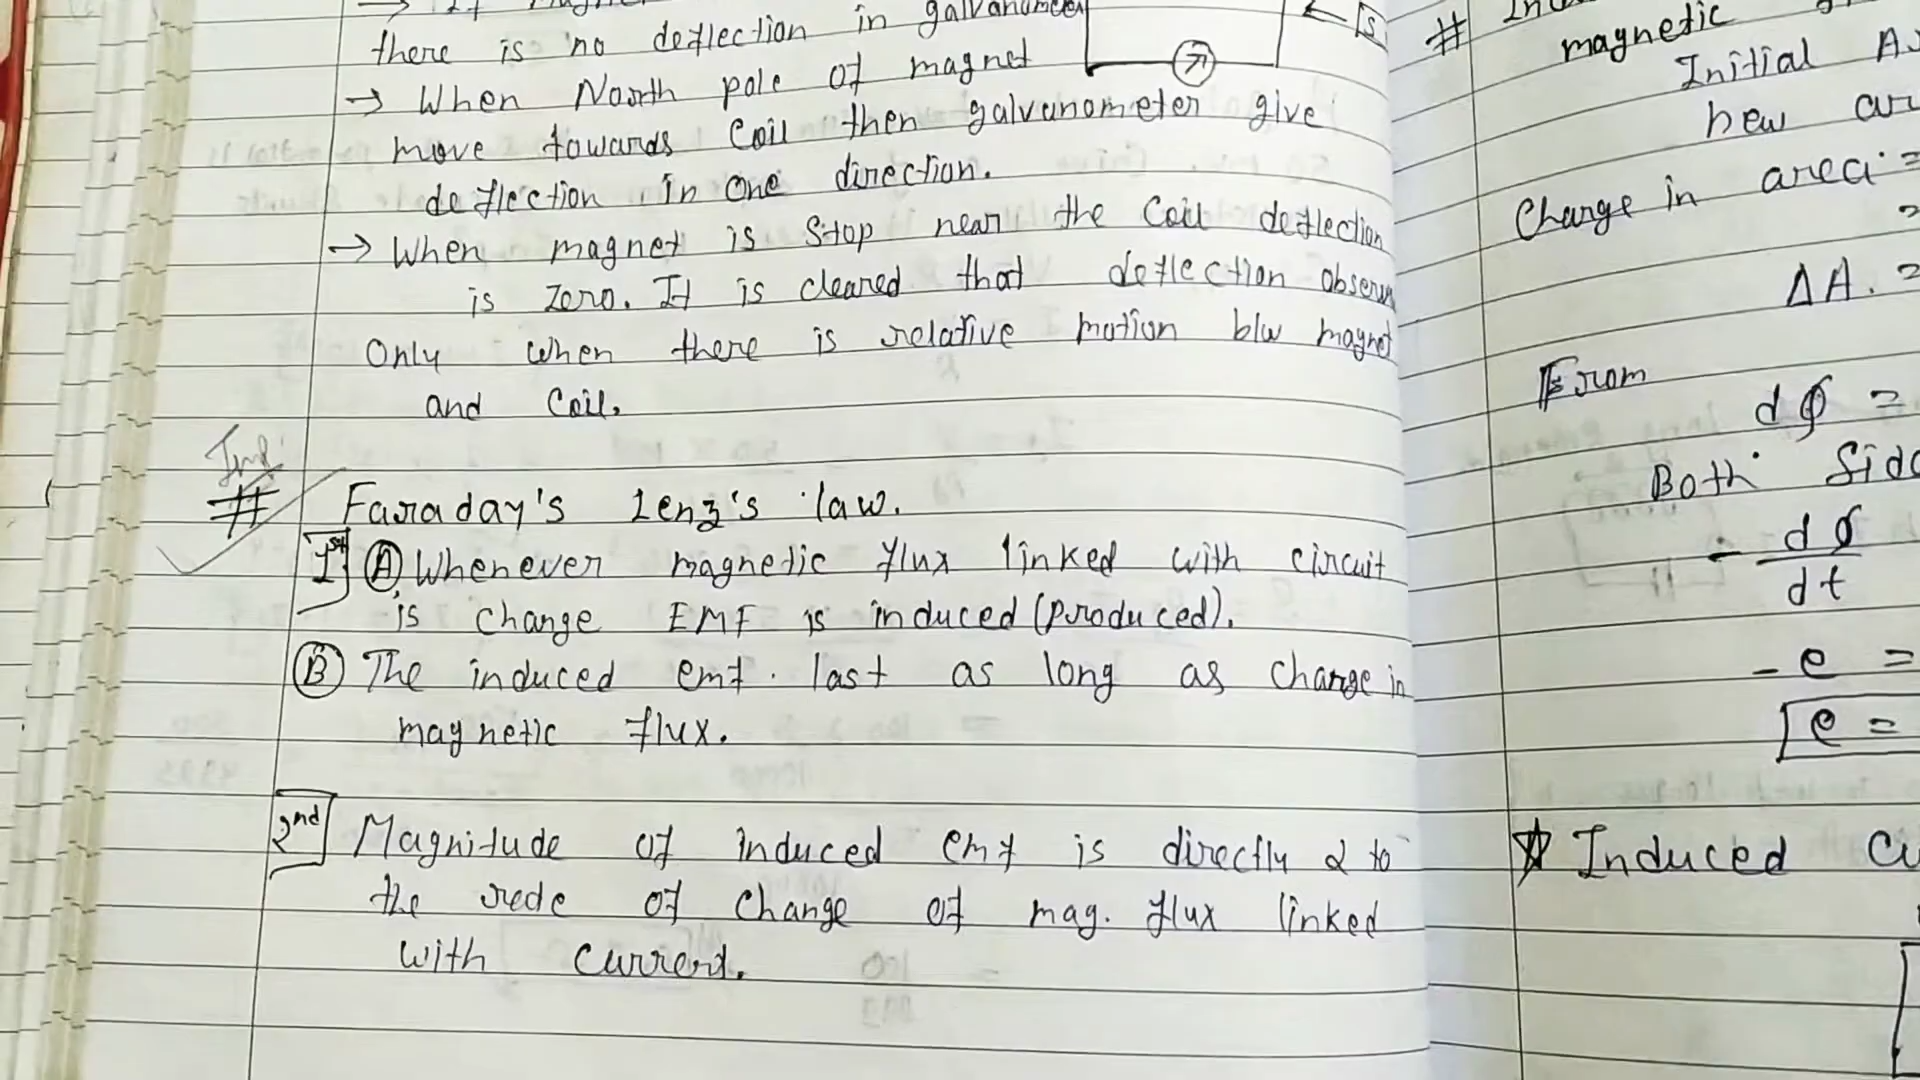 there is no deflection in galvanometer
→ When North pole of magnet
move towards Coil then galvanometer give
deflection in one direction.
→ When magnet is Stop near the Coil deflection
is zero. It is cleared that deflection observe
Only when there is relative motion b/w magnet
and Coil.
Imp
# Faraday's Lenz's law.
1st (A) Whenever magnetic flux linked with circuit
is change EMF is induced (produced).
(B) The induced emf. last as long as change in
magnetic flux.
2nd Magnitude of induced emf is directly α to
the rede of change of mag. flux linked
with current.
S
#
magnetic
Initial
new
Change in area =
ΔA. =
From
dφ =
Both
- dφ
dt
- e =
e =
☆ Induced